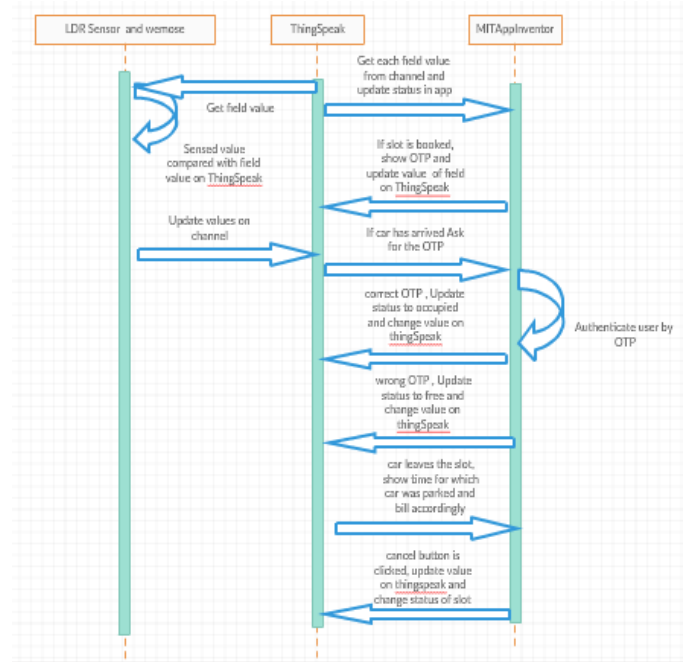 LDR Sensor and wemose
ThingSpeak
MITAppInventor
Get each field value
from channel and
update status in app
Get field value
Sensed value
compared with field
value on ThingSpeak
If slot is booked,
show OTP and
update value of field
on ThingSpeak
Update values on
channel
If car has arrived Ask
for the OTP
correct OTP , Update
status to occupied
and change value on
thingSpeak
Authenticate user by
OTP
wrong OTP , Update
status to free and
change value on
thingSpeak
car leaves the slot,
show time for which
car was parked and
bill accordingly
cancel button is
clicked, update value
on thingspeak and
change status of slot